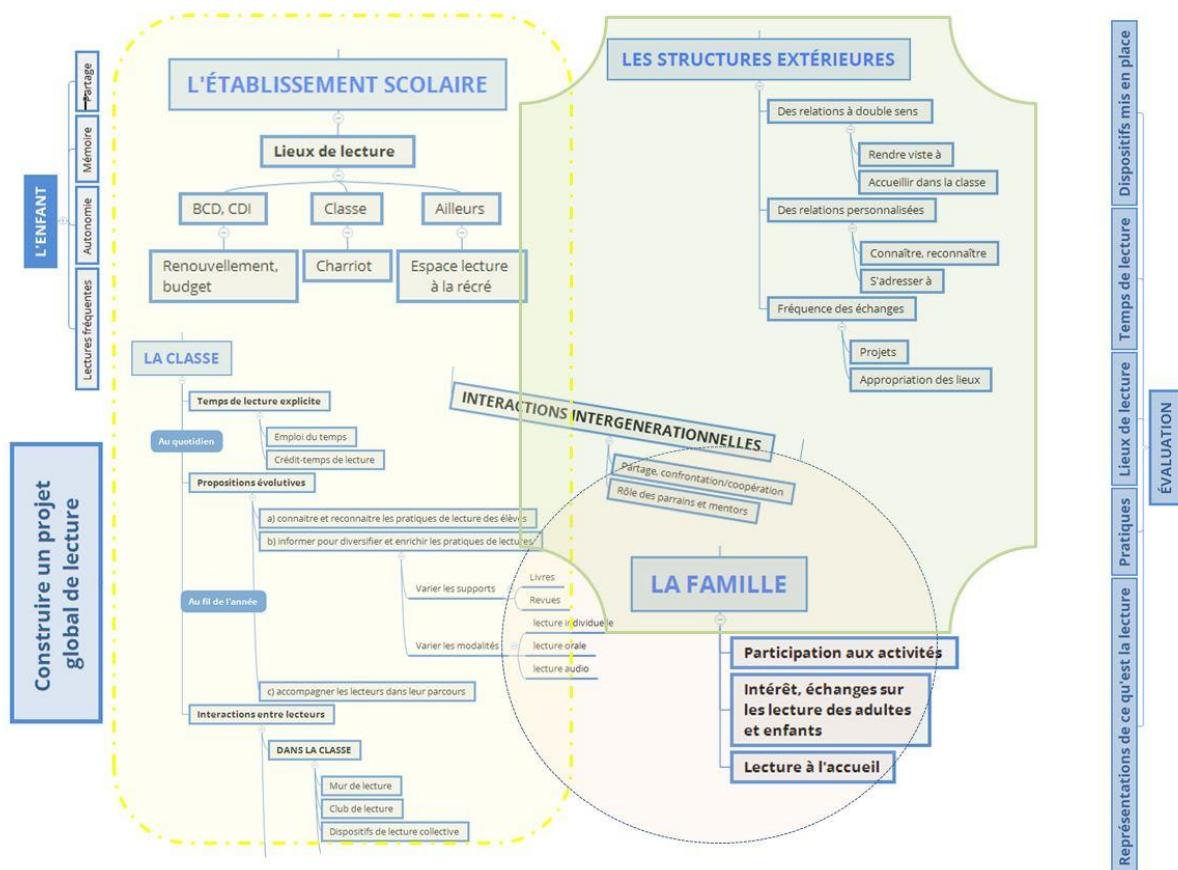 L'ENFANT
Partage
Mémoire
Autonomie
Lectures fréquentes
Construire un projet
global de lecture
L'ÉTABLISSEMENT SCOLAIRE
Lieux de lecture
BCD, CDI
Classe
Ailleurs
Renouvellement,
budget
Charriot
Espace lecture
à la récré
LA CLASSE
Au quotidien
Temps de lecture explicite
Emploi du temps
Crédit-temps de lecture
Propositions évolutives
a) connaitre et reconnaitre les pratiques de lecture des élèves
b) informer pour diversifier et enrichir les pratiques de lectures
Au fil de l'année
Varier les supports
Livres
Revues
Varier les modalités
lecture individuelle
lecture orale
lecture audio
c) accompagner les lecteurs dans leur parcours
Interactions entre lecteurs
DANS LA CLASSE
Mur de lecture
Club de lecture
Dispositifs de lecture collective
LES STRUCTURES EXTÉRIEURES
Des relations à double sens
Rendre viste à
Accueillir dans la classe
Des relations personnalisées
Connaître, reconnaître
S'adresser à
Fréquence des échanges
Projets
Appropriation des lieux
INTERACTIONS INTERGENERATIONNELLES
Partage, confrontation/coopération
Rôle des parrains et mentors
LA FAMILLE
Participation aux activités
Intérêt, échanges sur
les lecture des adultes
et enfants
Lecture à l'accueil
ÉVALUATION
Dispositifs mis en place
Temps de lecture
Lieux de lecture
Pratiques
Représentations de ce qu'est la lecture